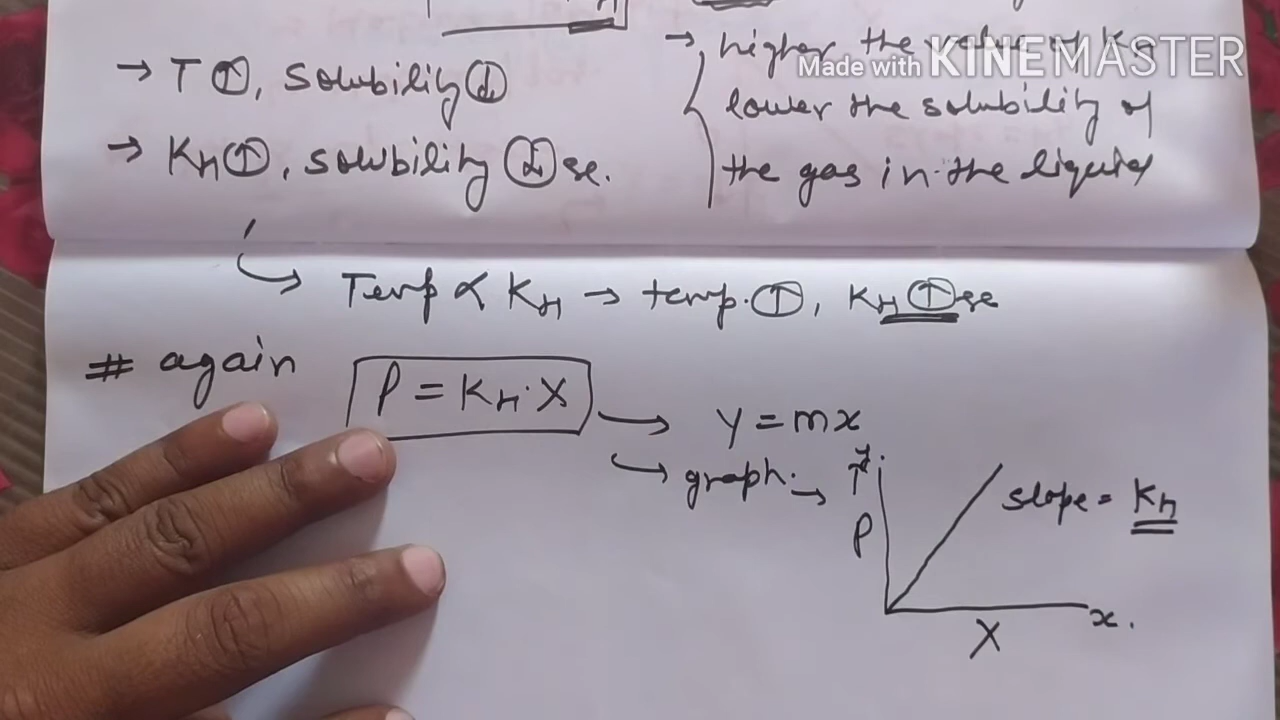 → T ↑, Solubility ↓
→ KH ↑, solubility ↓se.
→ higher the value of KH
lower the solubility of
the gas in the liquid
Made with KINEMASTER
Temp ∝ KH → temp. ↑, KH ↑se
# again P = KH·X
→ y = mx
→ graph. →
y
↑
P
slope = KH
X
x.